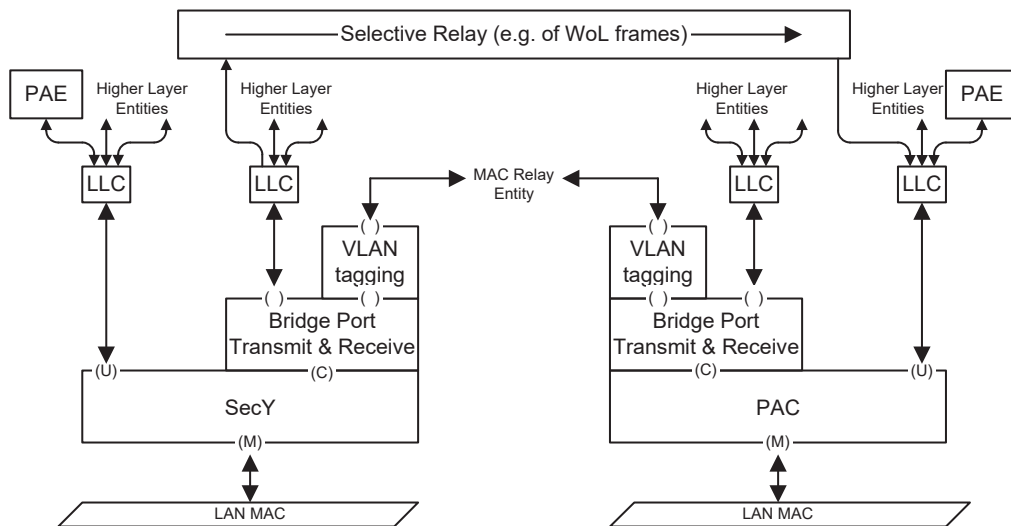 Selective Relay (e.g. of WoL frames)
PAE
Higher Layer
Entities
Higher Layer
Entities
Higher Layer
Entities
Higher Layer
Entities
PAE
LLC
LLC
MAC Relay
Entity
LLC
LLC
( )
( )
VLAN
tagging
VLAN
tagging
( )
( )
( )
( )
Bridge Port
Transmit & Receive
Bridge Port
Transmit & Receive
(U)
(C)
(C)
(U)
SecY
PAC
(M)
(M)
LAN MAC
LAN MAC